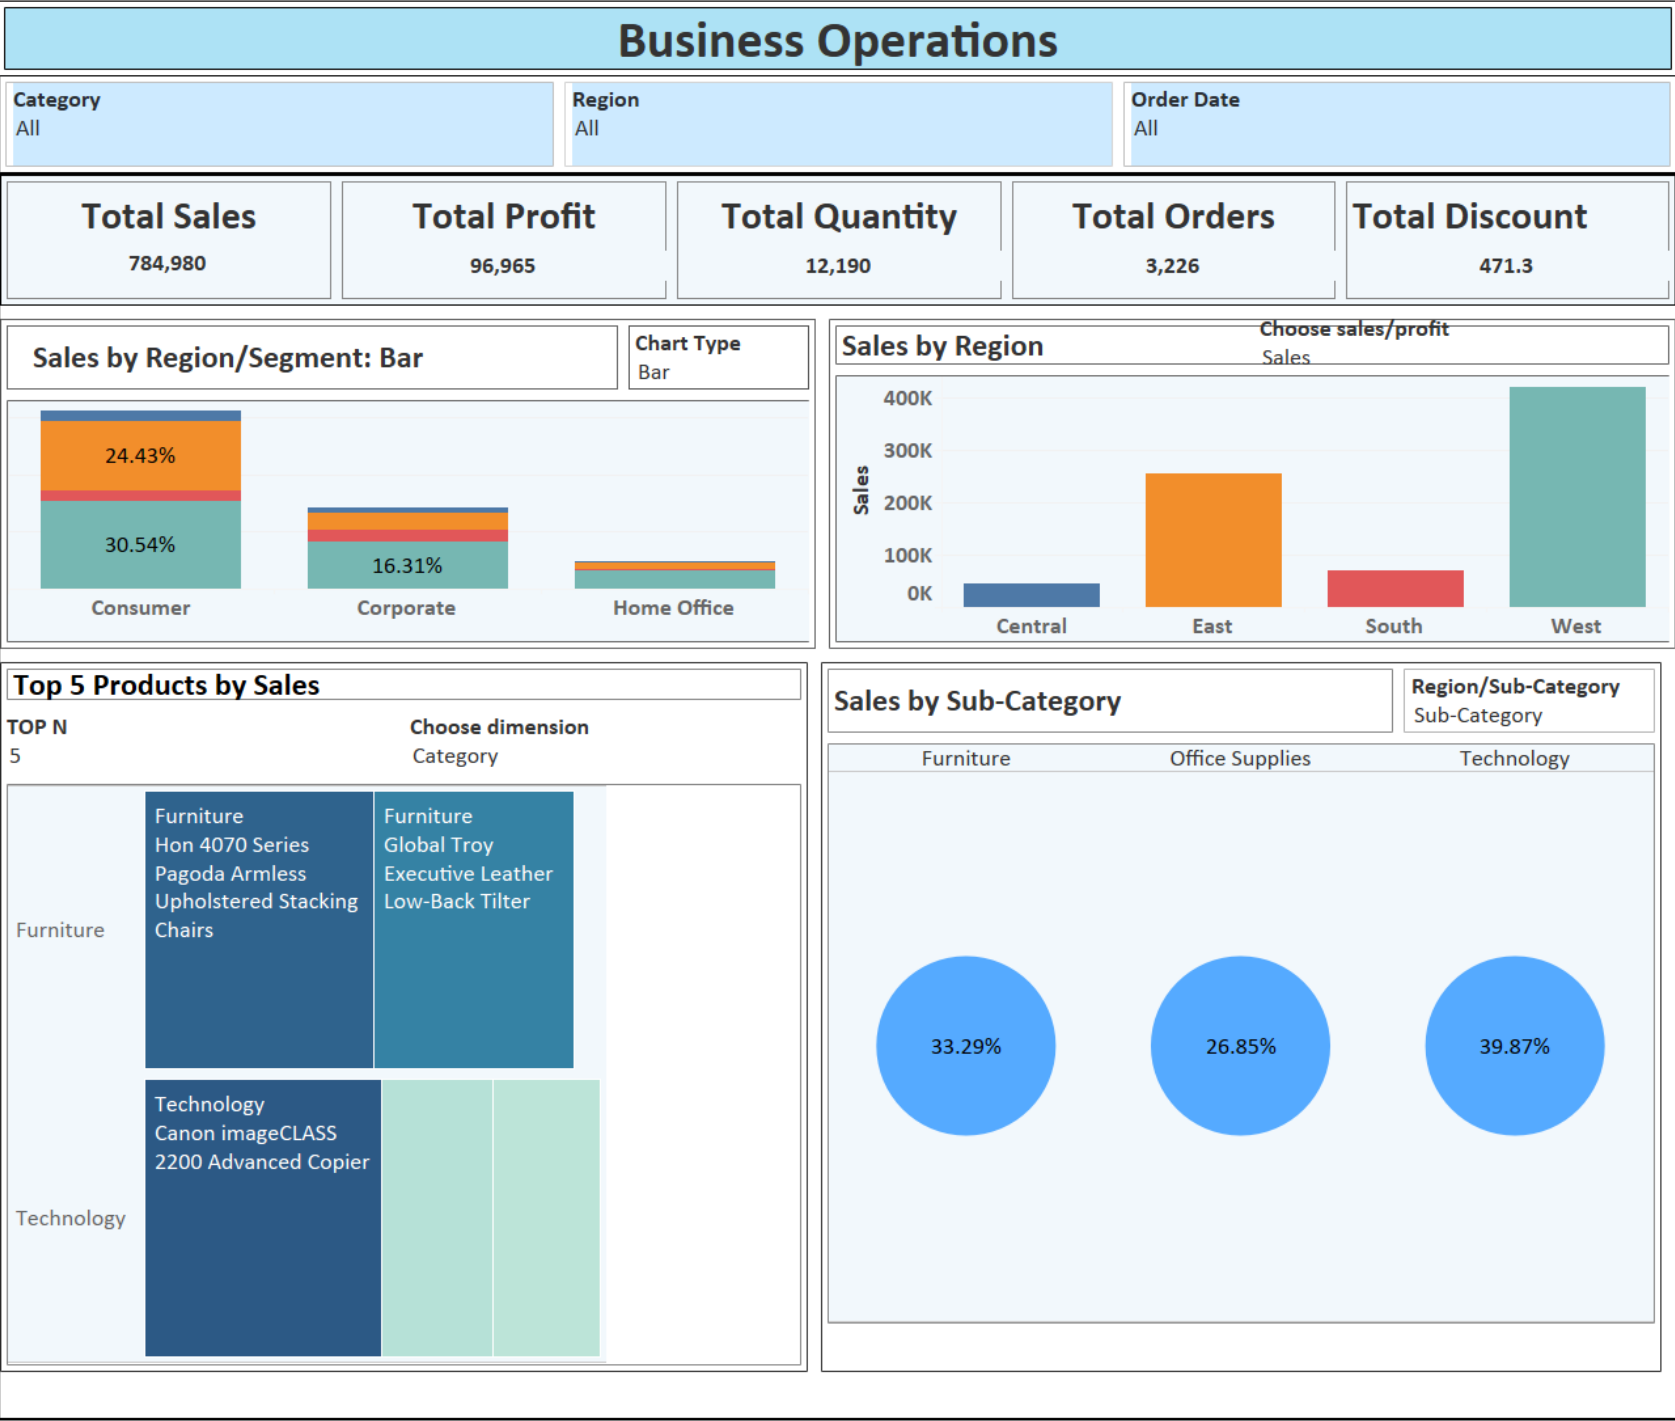 Business Operations
Category
All
Region
All
Order Date
All
Total Sales
784,980
Total Profit
96,965
Total Quantity
12,190
Total Orders
3,226
Total Discount
471.3
Sales by Region/Segment: Bar
Chart Type
Bar
24.43%
30.54%
16.31%
Consumer
Corporate
Home Office
Sales by Region
Choose sales/profit
Sales
Sales
400K
300K
200K
100K
0K
Central
East
South
West
Top 5 Products by Sales
TOP N
5
Choose dimension
Category
Furniture
Furniture
Hon 4070 Series
Pagoda Armless
Upholstered Stacking
Chairs
Furniture
Global Troy
Executive Leather
Low-Back Tilter
Technology
Technology
Canon imageCLASS
2200 Advanced Copier
Sales by Sub-Category
Region/Sub-Category
Sub-Category
Furniture
Office Supplies
Technology
33.29%
26.85%
39.87%